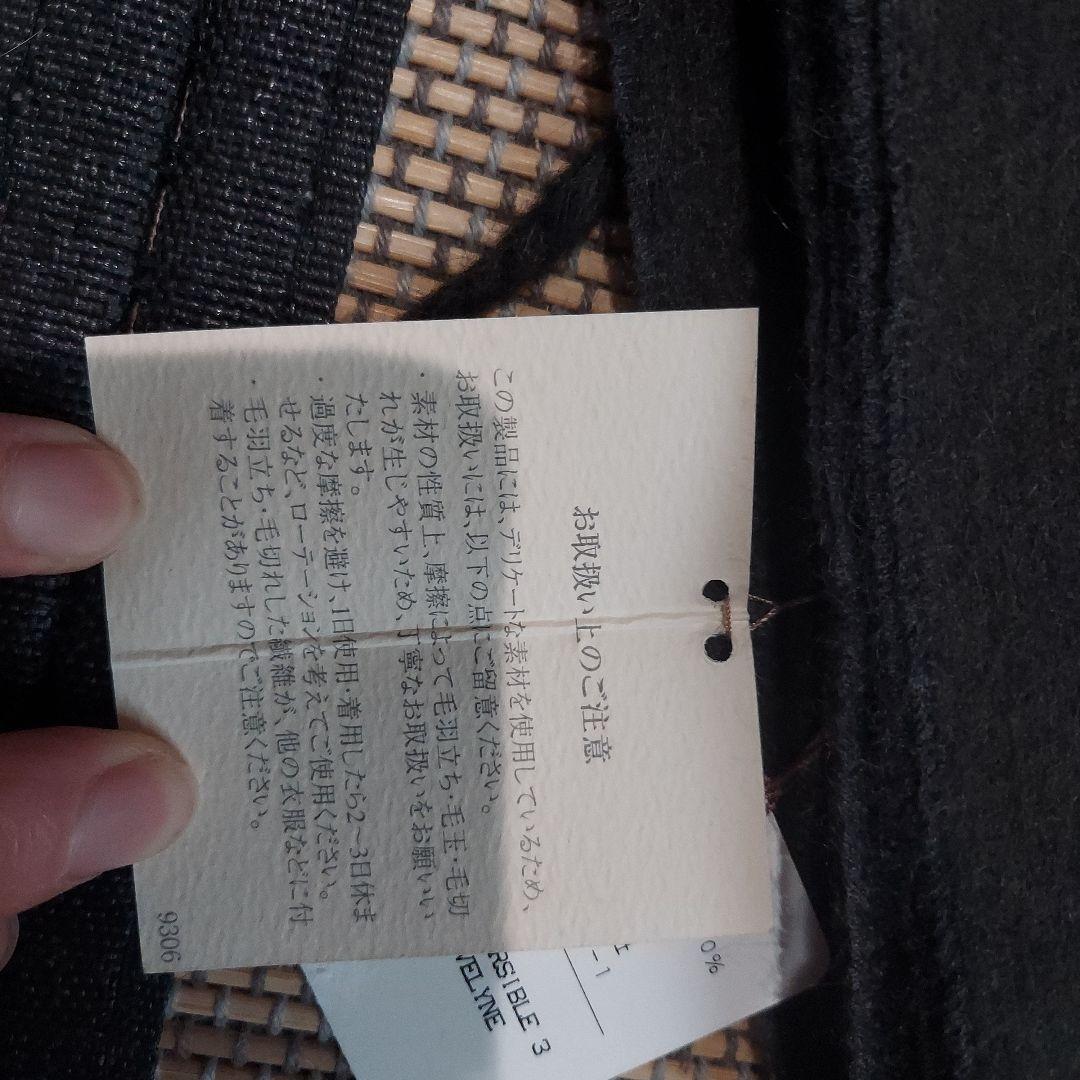 お取扱い上のご注意
この製品には、デリケートな素材を使用しているため、
お取扱いには、以下の点にご留意ください。
・素材の性質上、摩擦によって毛羽立ち・毛玉・毛切
れが生じやすいため、丁寧なお取扱いをお願いい
たします。
・過度な摩擦を避け、1日使用・着用したら2〜3日休ま
せるなど、ローテーションを考えてご使用ください。
・毛羽立ち・毛切れした繊維が、他の衣服などに付
着することがありますのでご注意ください。
9306
0%
-1
RSIBLE 3
VELYNE